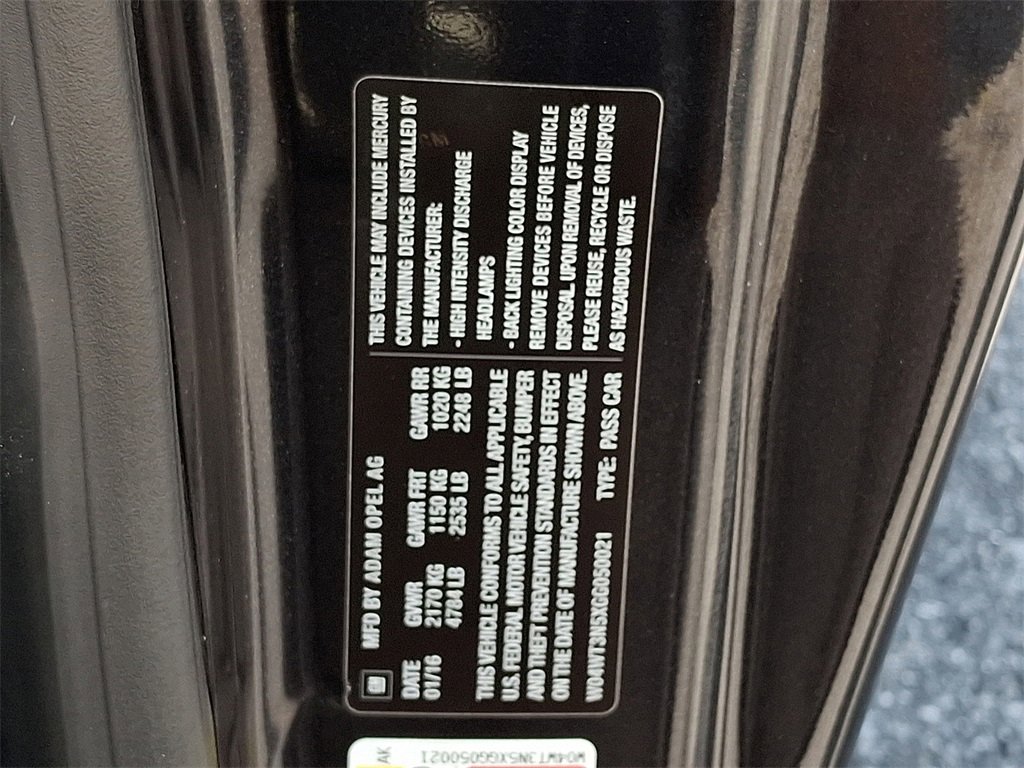 GM
MFD BY ADAM OPEL AG
DATE GVWR GAWR FRT GAWR RR
01/16 2170 KG 1150 KG 1020 KG
4784 LB 2535 LB 2248 LB
THIS VEHICLE CONFORMS TO ALL APPLICABLE
U.S. FEDERAL MOTOR VEHICLE SAFETY, BUMPER
AND THEFT PREVENTION STANDARDS IN EFFECT
ON THE DATE OF MANUFACTURE SHOWN ABOVE.
W04WT3N5XGG050021 TYPE: PASS CAR
THIS VEHICLE MAY INCLUDE MERCURY
CONTAINING DEVICES INSTALLED BY
THE MANUFACTURER:
- HIGH INTENSITY DISCHARGE
HEADLAMPS
- BACK LIGHTING COLOR DISPLAY
REMOVE DEVICES BEFORE VEHICLE
DISPOSAL UPON REMOVAL OF DEVICES,
PLEASE REUSE, RECYCLE OR DISPOSE
AS HAZARDOUS WASTE.
AK
W04WT3N5XGG050021